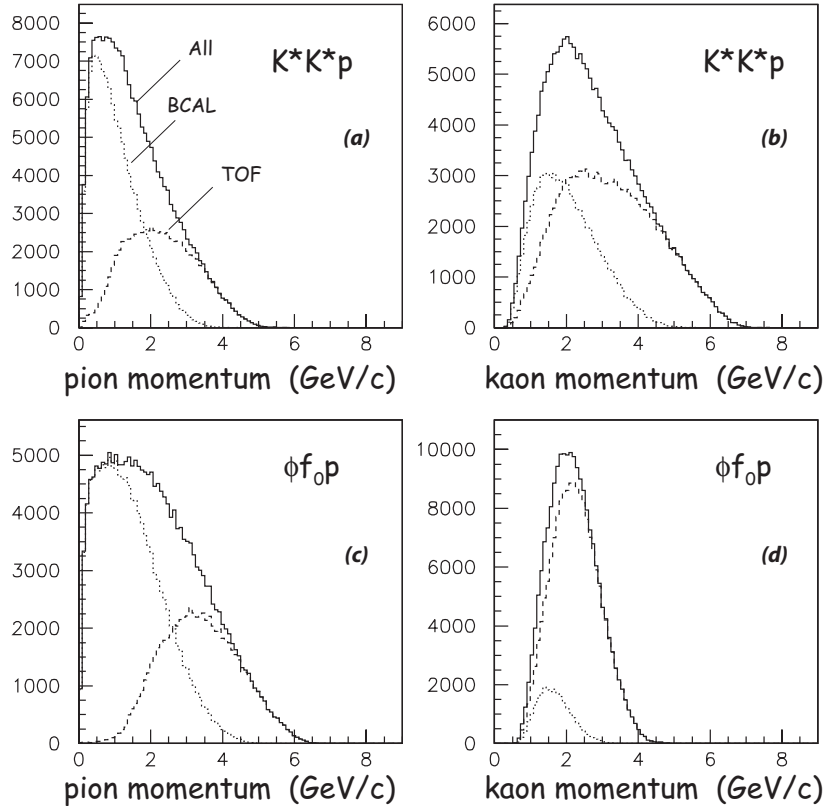 8000
7000
6000
5000
4000
3000
2000
1000
0
0 2 4 6 8
All
BCAL
TOF
K*K*p
(a)
pion momentum (GeV/c)
6000
5000
4000
3000
2000
1000
0
0 2 4 6 8
K*K*p
(b)
kaon momentum (GeV/c)
5000
4000
3000
2000
1000
0
0 2 4 6 8
ϕf₀p
(c)
pion momentum (GeV/c)
10000
8000
6000
4000
2000
0
0 2 4 6 8
ϕf₀p
(d)
kaon momentum (GeV/c)